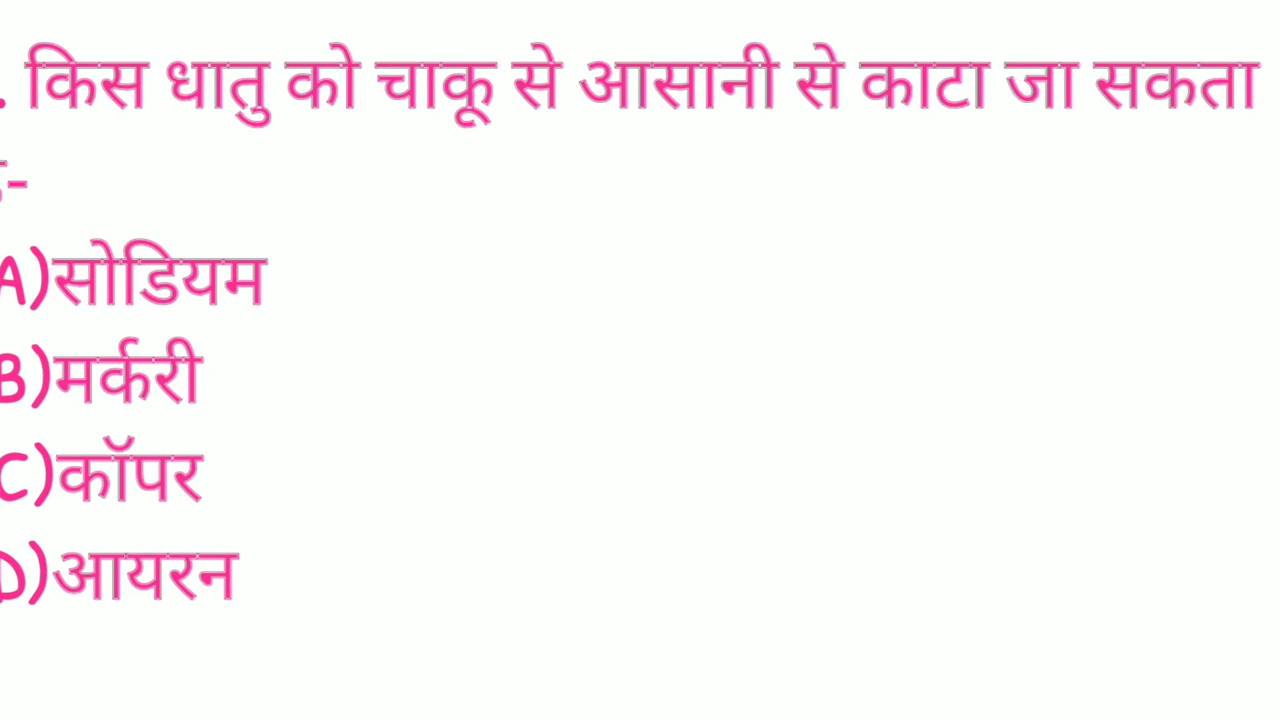 . किस धातु को चाकू से आसानी से काटा जा सकता
-
A)सोडियम
B)मर्करी
C)कॉपर
D)आयरन